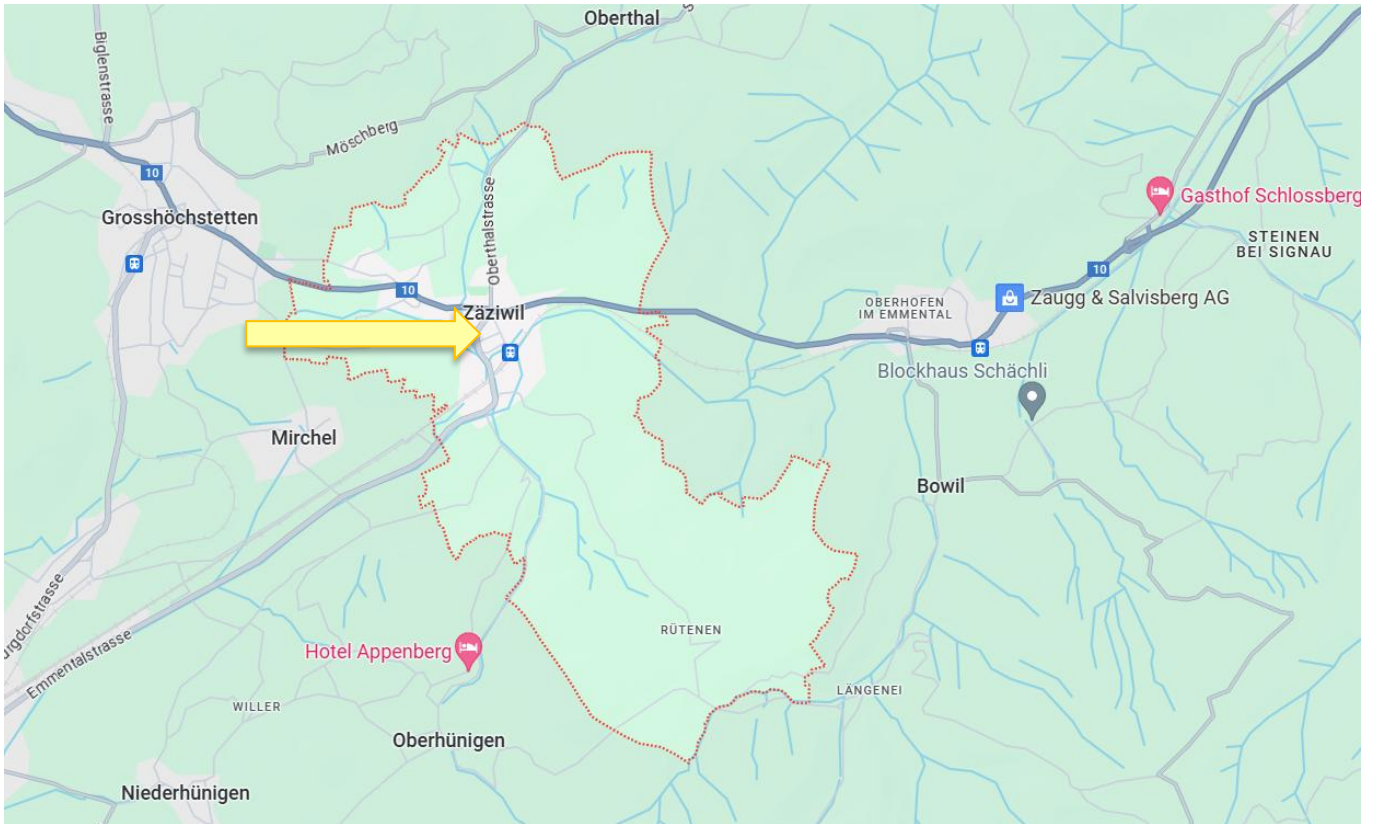 Oberthal
S
Biglenstrasse
Möschberg
10
Grosshöchstetten
Oberthalstrasse
Gasthof Schlossberg
STEINEN
BEI SIGNAU
10
10
Zäziwil
OBERHOFEN
IM EMMENTAL
Zaugg & Salvisberg AG
Blockhaus Schächli
Mirchel
Bowil
urgdorfstrasse
Emmentalstrasse
RÜTENEN
Hotel Appenberg
LÄNGENEI
WILLER
Oberhünigen
Niederhünigen